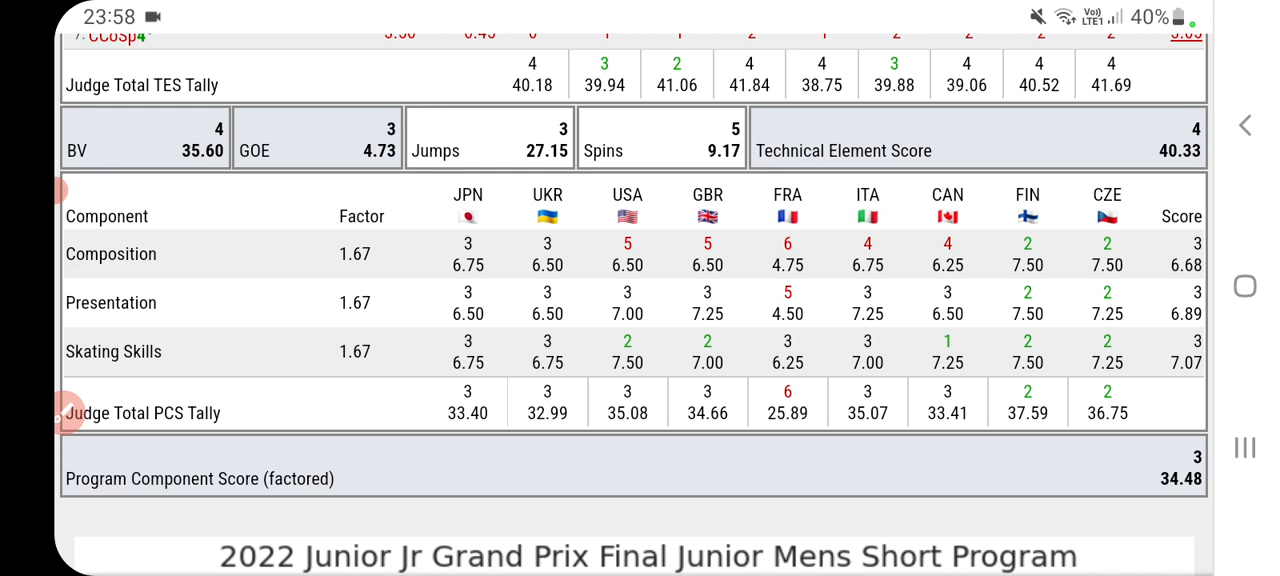 23:58 Vo)) LTE1 40%
7. CCoSp4
Judge Total TES Tally
4 3 2 4 4 3 4 4 4
40.18 39.94 41.06 41.84 38.75 39.88 39.06 40.52 41.69
BV 4 35.60
GOE 3 4.73
Jumps 3 27.15
Spins 5 9.17
Technical Element Score 4 40.33
Component Factor JPN UKR USA GBR FRA ITA CAN FIN CZE Score
Composition 1.67
3 3 5 5 6 4 4 2 2 3
6.75 6.50 6.50 6.50 4.75 6.75 6.25 7.50 7.50 6.68
Presentation 1.67
3 3 3 3 5 3 3 2 2 3
6.50 6.50 7.00 7.25 4.50 7.25 6.50 7.50 7.25 6.89
Skating Skills 1.67
3 3 2 2 3 3 1 2 2 3
6.75 6.75 7.50 7.00 6.25 7.00 7.25 7.50 7.25 7.07
Judge Total PCS Tally
3 3 3 3 6 3 3 2 2
33.40 32.99 35.08 34.66 25.89 35.07 33.41 37.59 36.75
Program Component Score (factored) 3 34.48
2022 Junior Jr Grand Prix Final Junior Mens Short Program